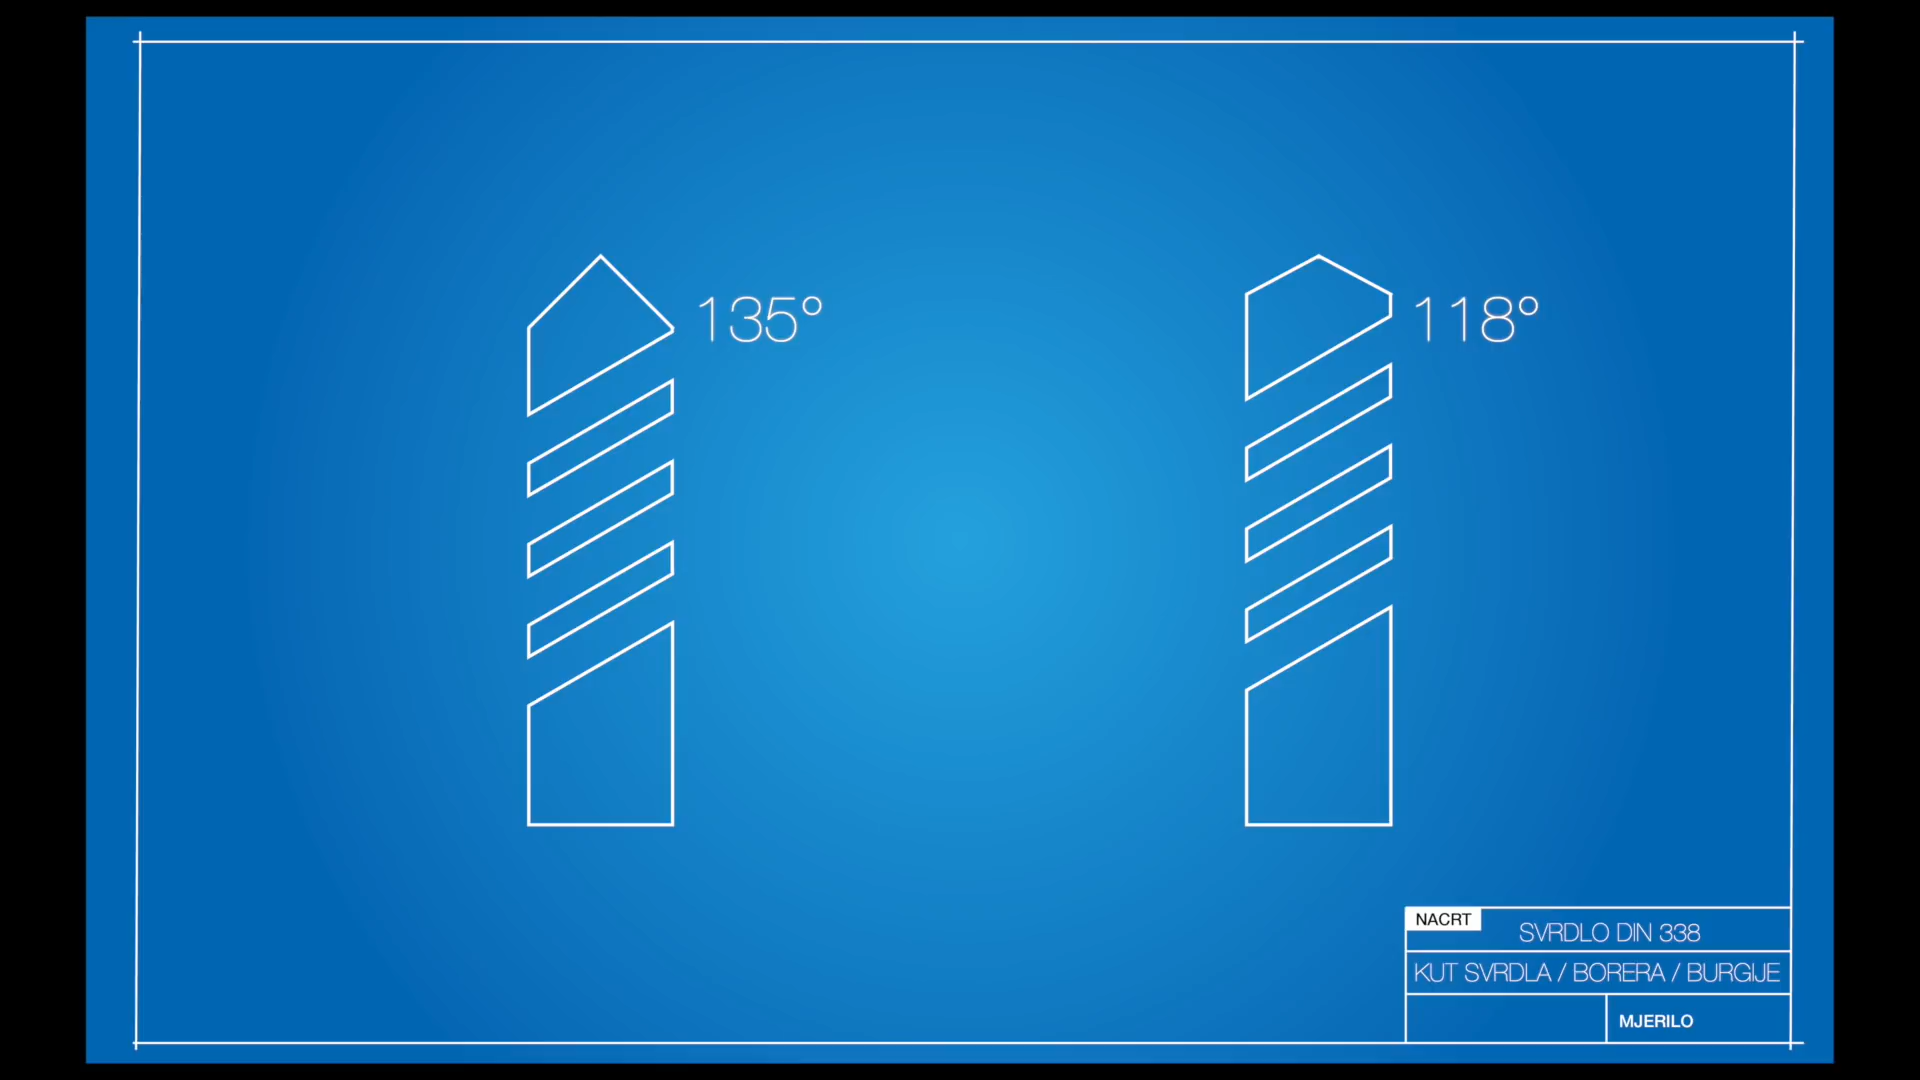 135°
118°
NACRT
SVRDLO DIN 338
KUT SVRDLA / BORERA / BURGIJE
MJERILO